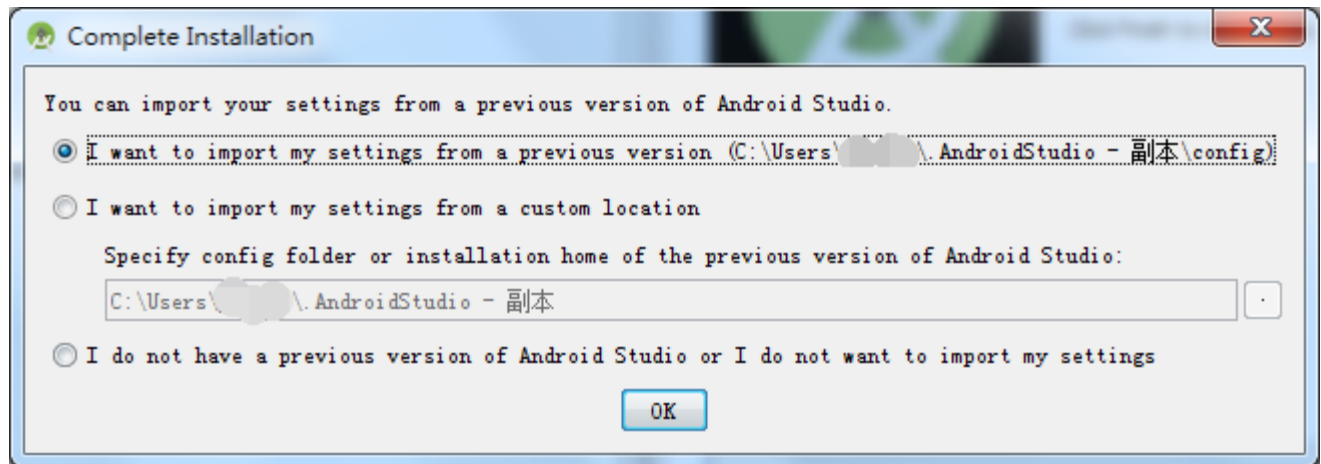 Complete Installation
You can import your settings from a previous version of Android Studio.
I want to import my settings from a previous version (C:\Users\ \.AndroidStudio - 副本\config)
I want to import my settings from a custom location
Specify config folder or installation home of the previous version of Android Studio:
C:\Users\ \.AndroidStudio - 副本
I do not have a previous version of Android Studio or I do not want to import my settings
OK